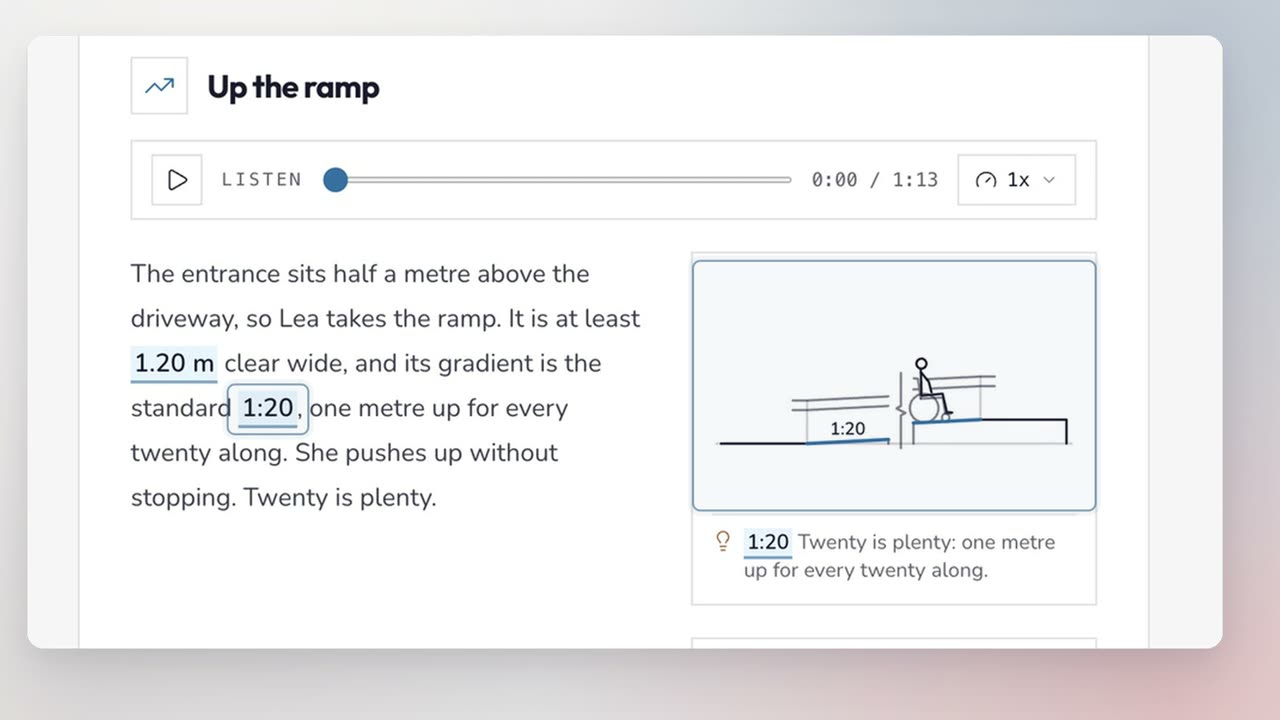 Up the ramp
LISTEN
0:00 / 1:13
1x
The entrance sits half a metre above the
driveway, so Lea takes the ramp. It is at least
1.20 m clear wide, and its gradient is the
standard 1:20, one metre up for every
twenty along. She pushes up without
stopping. Twenty is plenty.
1:20
1:20 Twenty is plenty: one metre
up for every twenty along.